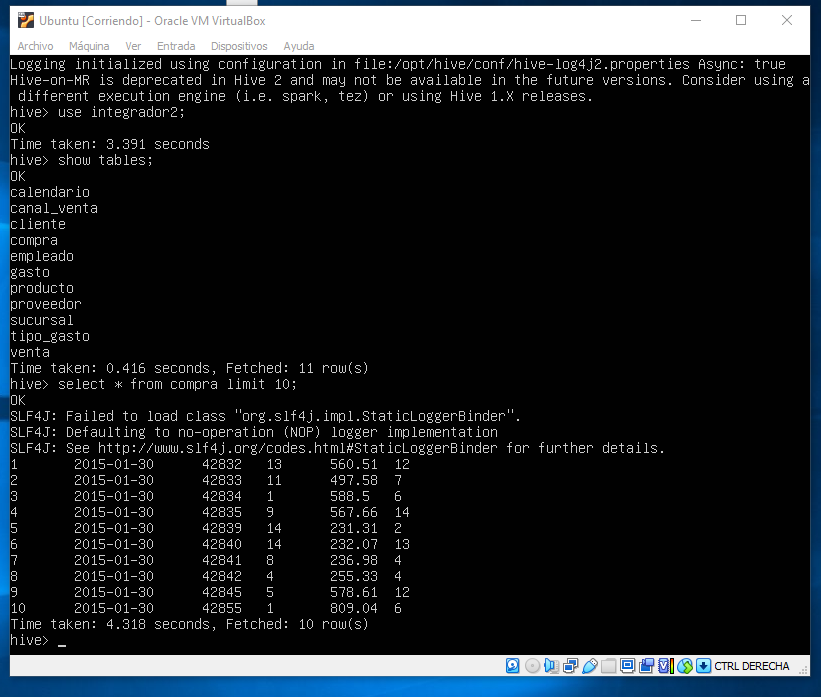 Ubuntu [Corriendo] - Oracle VM VirtualBox
Archivo Máquina Ver Entrada Dispositivos Ayuda
Logging initialized using configuration in file:/opt/hive/conf/hive-log4j2.properties Async: true
Hive-on-MR is deprecated in Hive 2 and may not be available in the future versions. Consider using a
 different execution engine (i.e. spark, tez) or using Hive 1.X releases.
hive> use integrador2;
OK
Time taken: 3.391 seconds
hive> show tables;
OK
calendario
canal_venta
cliente
compra
empleado
gasto
producto
proveedor
sucursal
tipo_gasto
venta
Time taken: 0.416 seconds, Fetched: 11 row(s)
hive> select * from compra limit 10;
OK
SLF4J: Failed to load class "org.slf4j.impl.StaticLoggerBinder".
SLF4J: Defaulting to no-operation (NOP) logger implementation
SLF4J: See http://www.slf4j.org/codes.html#StaticLoggerBinder for further details.
1 2015-01-30 42832 13 560.51 12
2 2015-01-30 42833 11 497.58 7
3 2015-01-30 42834 1 588.5 6
4 2015-01-30 42835 9 567.66 14
5 2015-01-30 42839 14 231.31 2
6 2015-01-30 42840 14 232.07 13
7 2015-01-30 42841 8 236.98 4
8 2015-01-30 42842 4 255.33 4
9 2015-01-30 42845 5 578.61 12
10 2015-01-30 42855 1 809.04 6
Time taken: 4.318 seconds, Fetched: 10 row(s)
hive> _
CTRL DERECHA